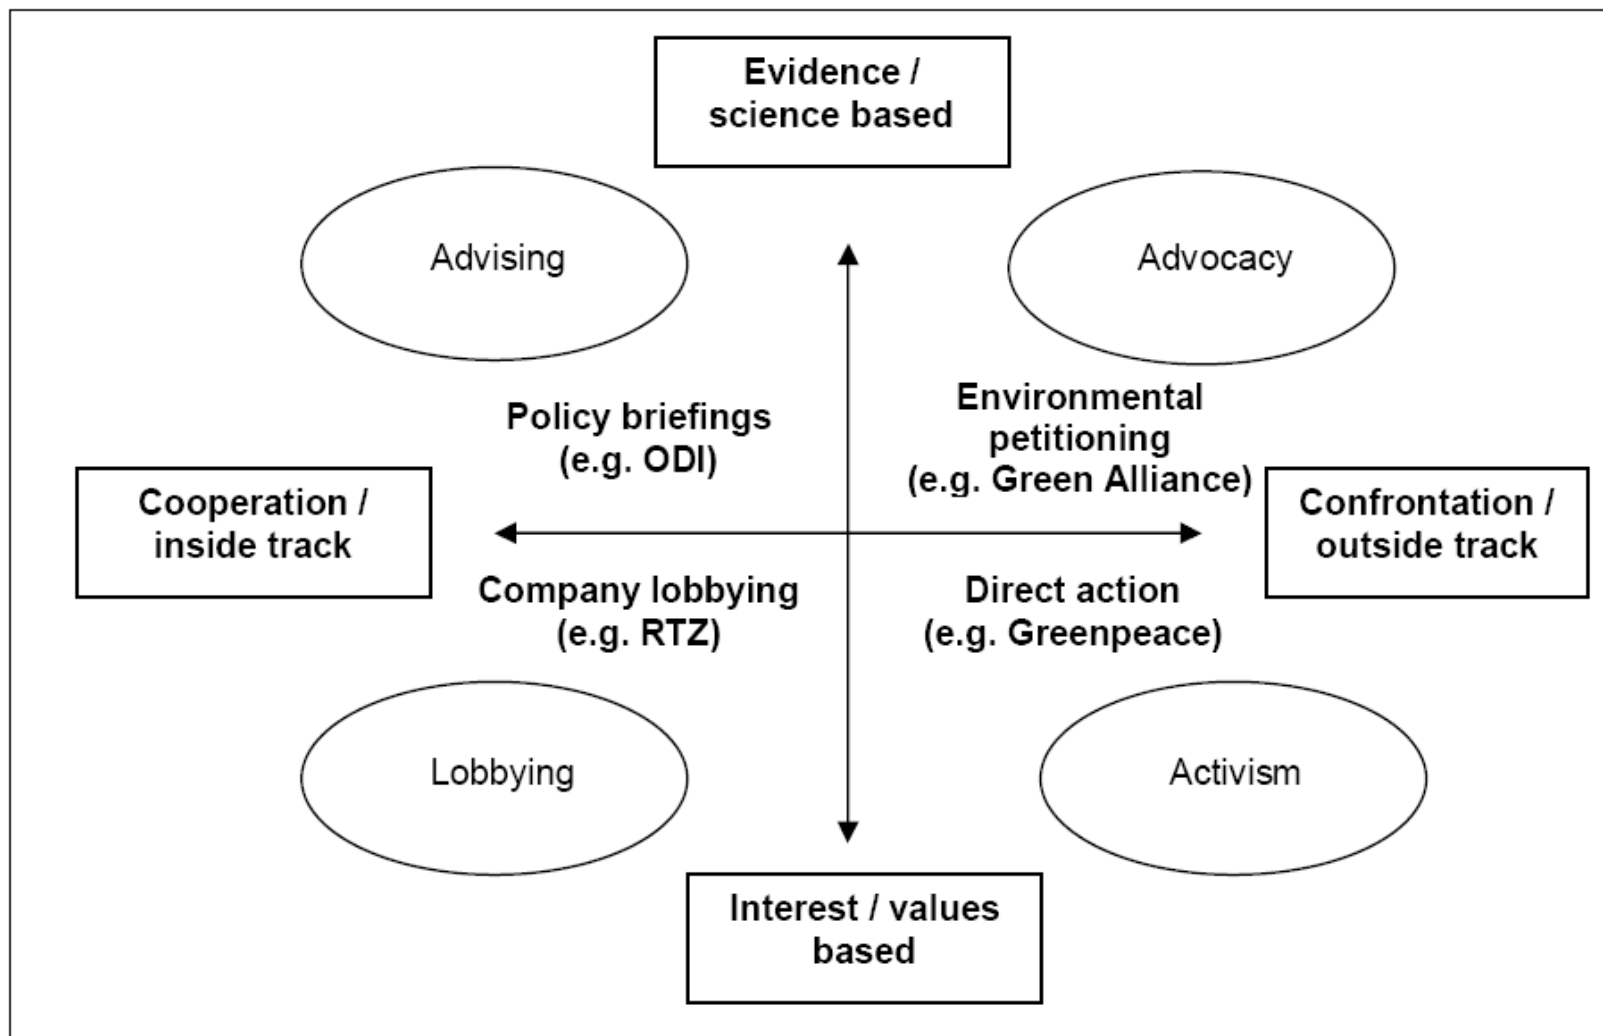 Evidence /
science based
Advising
Advocacy
Policy briefings
(e.g. ODI)
Environmental
petitioning
(e.g. Green Alliance)
Cooperation /
inside track
Confrontation /
outside track
Company lobbying
(e.g. RTZ)
Direct action
(e.g. Greenpeace)
Lobbying
Activism
Interest / values
based